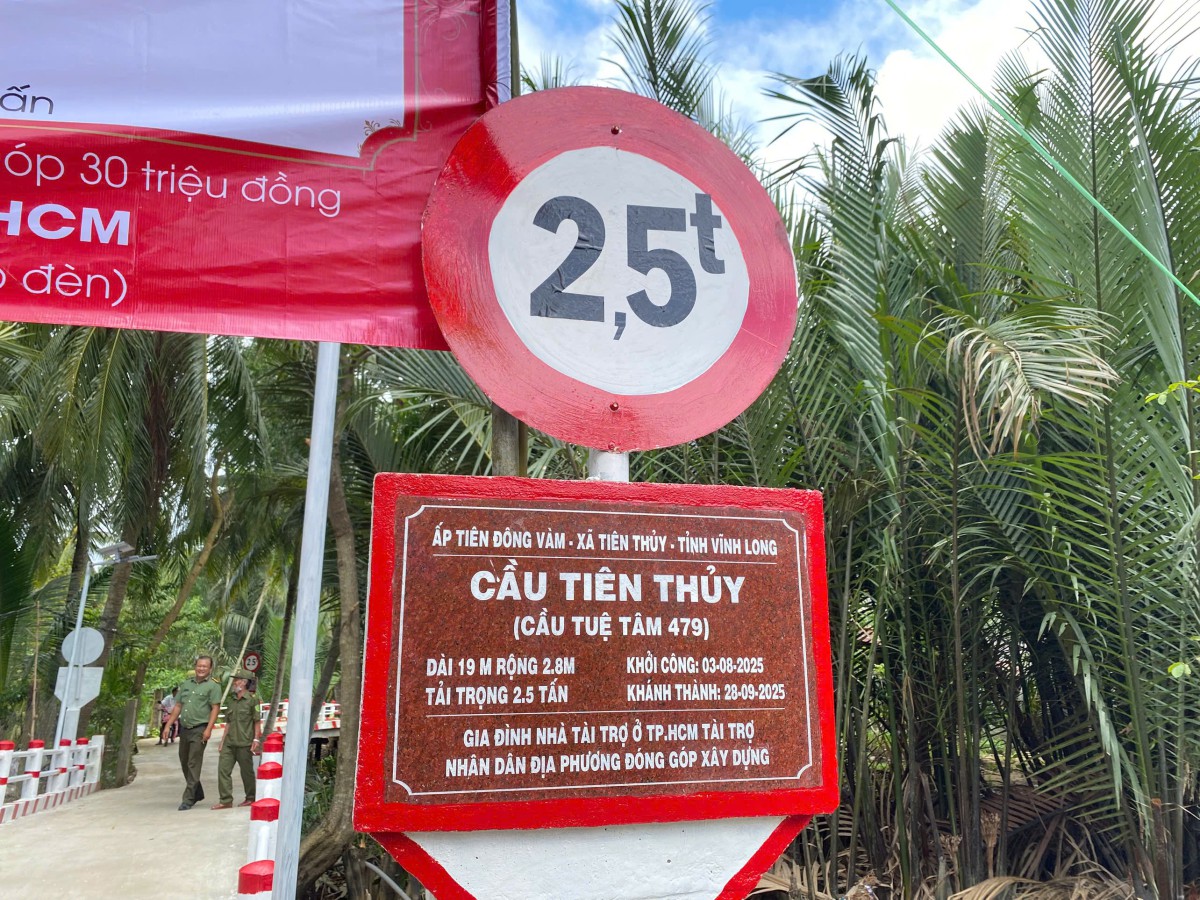 ấn
óp 30 triệu đồng
HCM
đèn)
2,5t
ẤP TIÊN ĐÔNG VÀM - XÃ TIÊN THỦY - TỈNH VĨNH LONG
CẦU TIÊN THỦY
(CẦU TUỆ TÂM 479)
DÀI 19 M RỘNG 2.8M
KHỞI CÔNG: 03-08-2025
TẢI TRỌNG 2.5 TẤN
KHÁNH THÀNH: 28-09-2025
GIA ĐÌNH NHÀ TÀI TRỢ Ở TP.HCM TÀI TRỢ
NHÂN DÂN ĐỊA PHƯƠNG ĐÓNG GÓP XÂY DỰNG
2,5